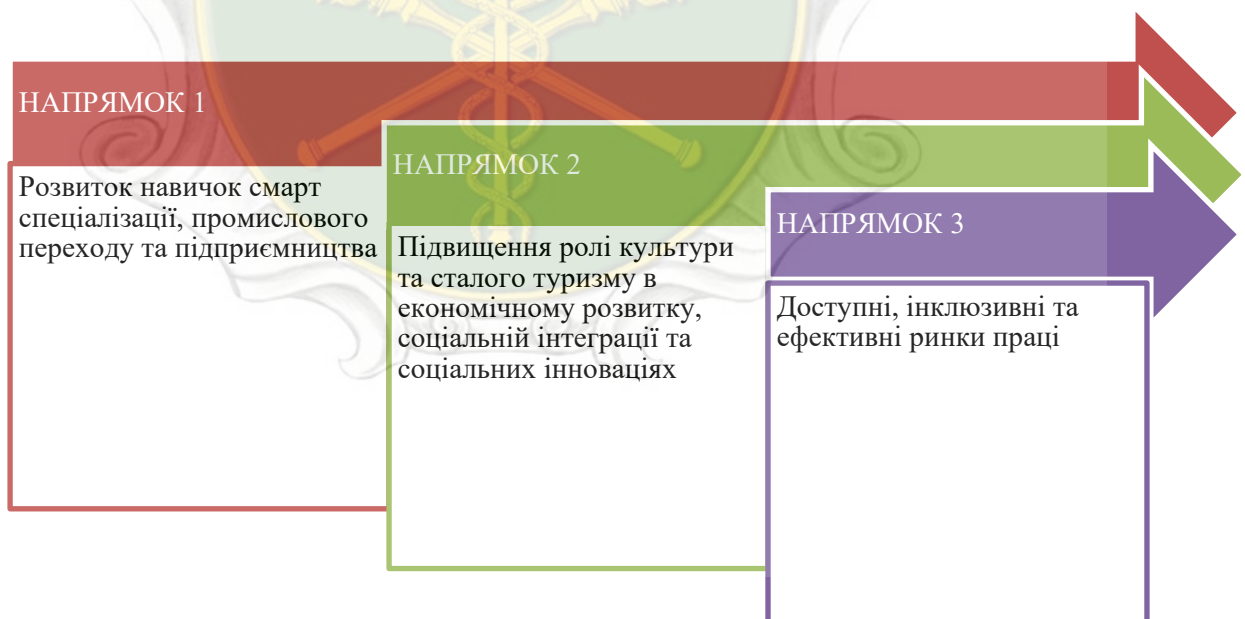 НАПРЯМОК 1
Розвиток навичок смарт
спеціалізації, промислового
переходу та підприємництва
НАПРЯМОК 2
Підвищення ролі культури
та сталого туризму в
економічному розвитку,
соціальній інтеграції та
соціальних інноваціях
НАПРЯМОК 3
Доступні, інклюзивні та
ефективні ринки праці